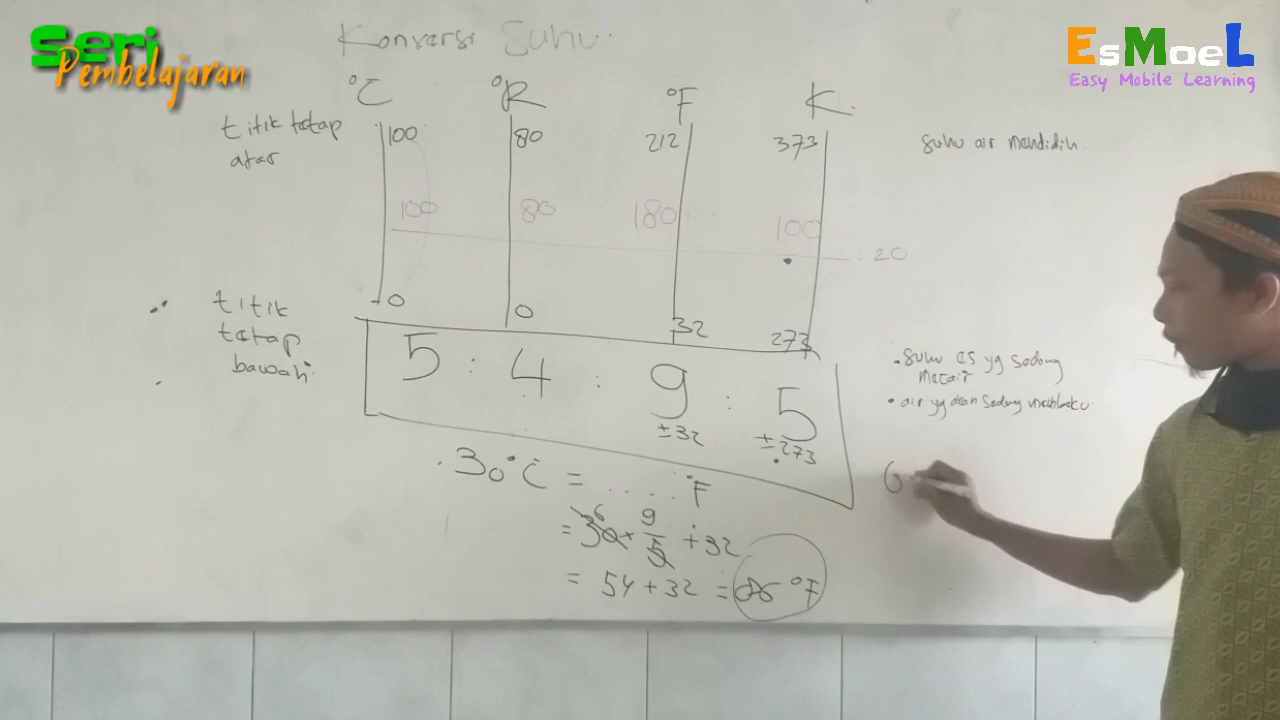 Seri
Pembelajaran
EsMoeL
Easy Mobile Learning
Konversi Suhu
°C °R °F K
titik tetap
atas
100 80 212 373
suhu air mendidih
100 80 180 100
: 20
titik
tetap
bawah
0 0 32 273
5 : 4 : 9 : 5
±32 ±273
• suhu es yg sedang
• air yg akan sedang
30°C = ..... °F
= 30 × 9/5 + 32
6
= 54 + 32 = 86 °F
6